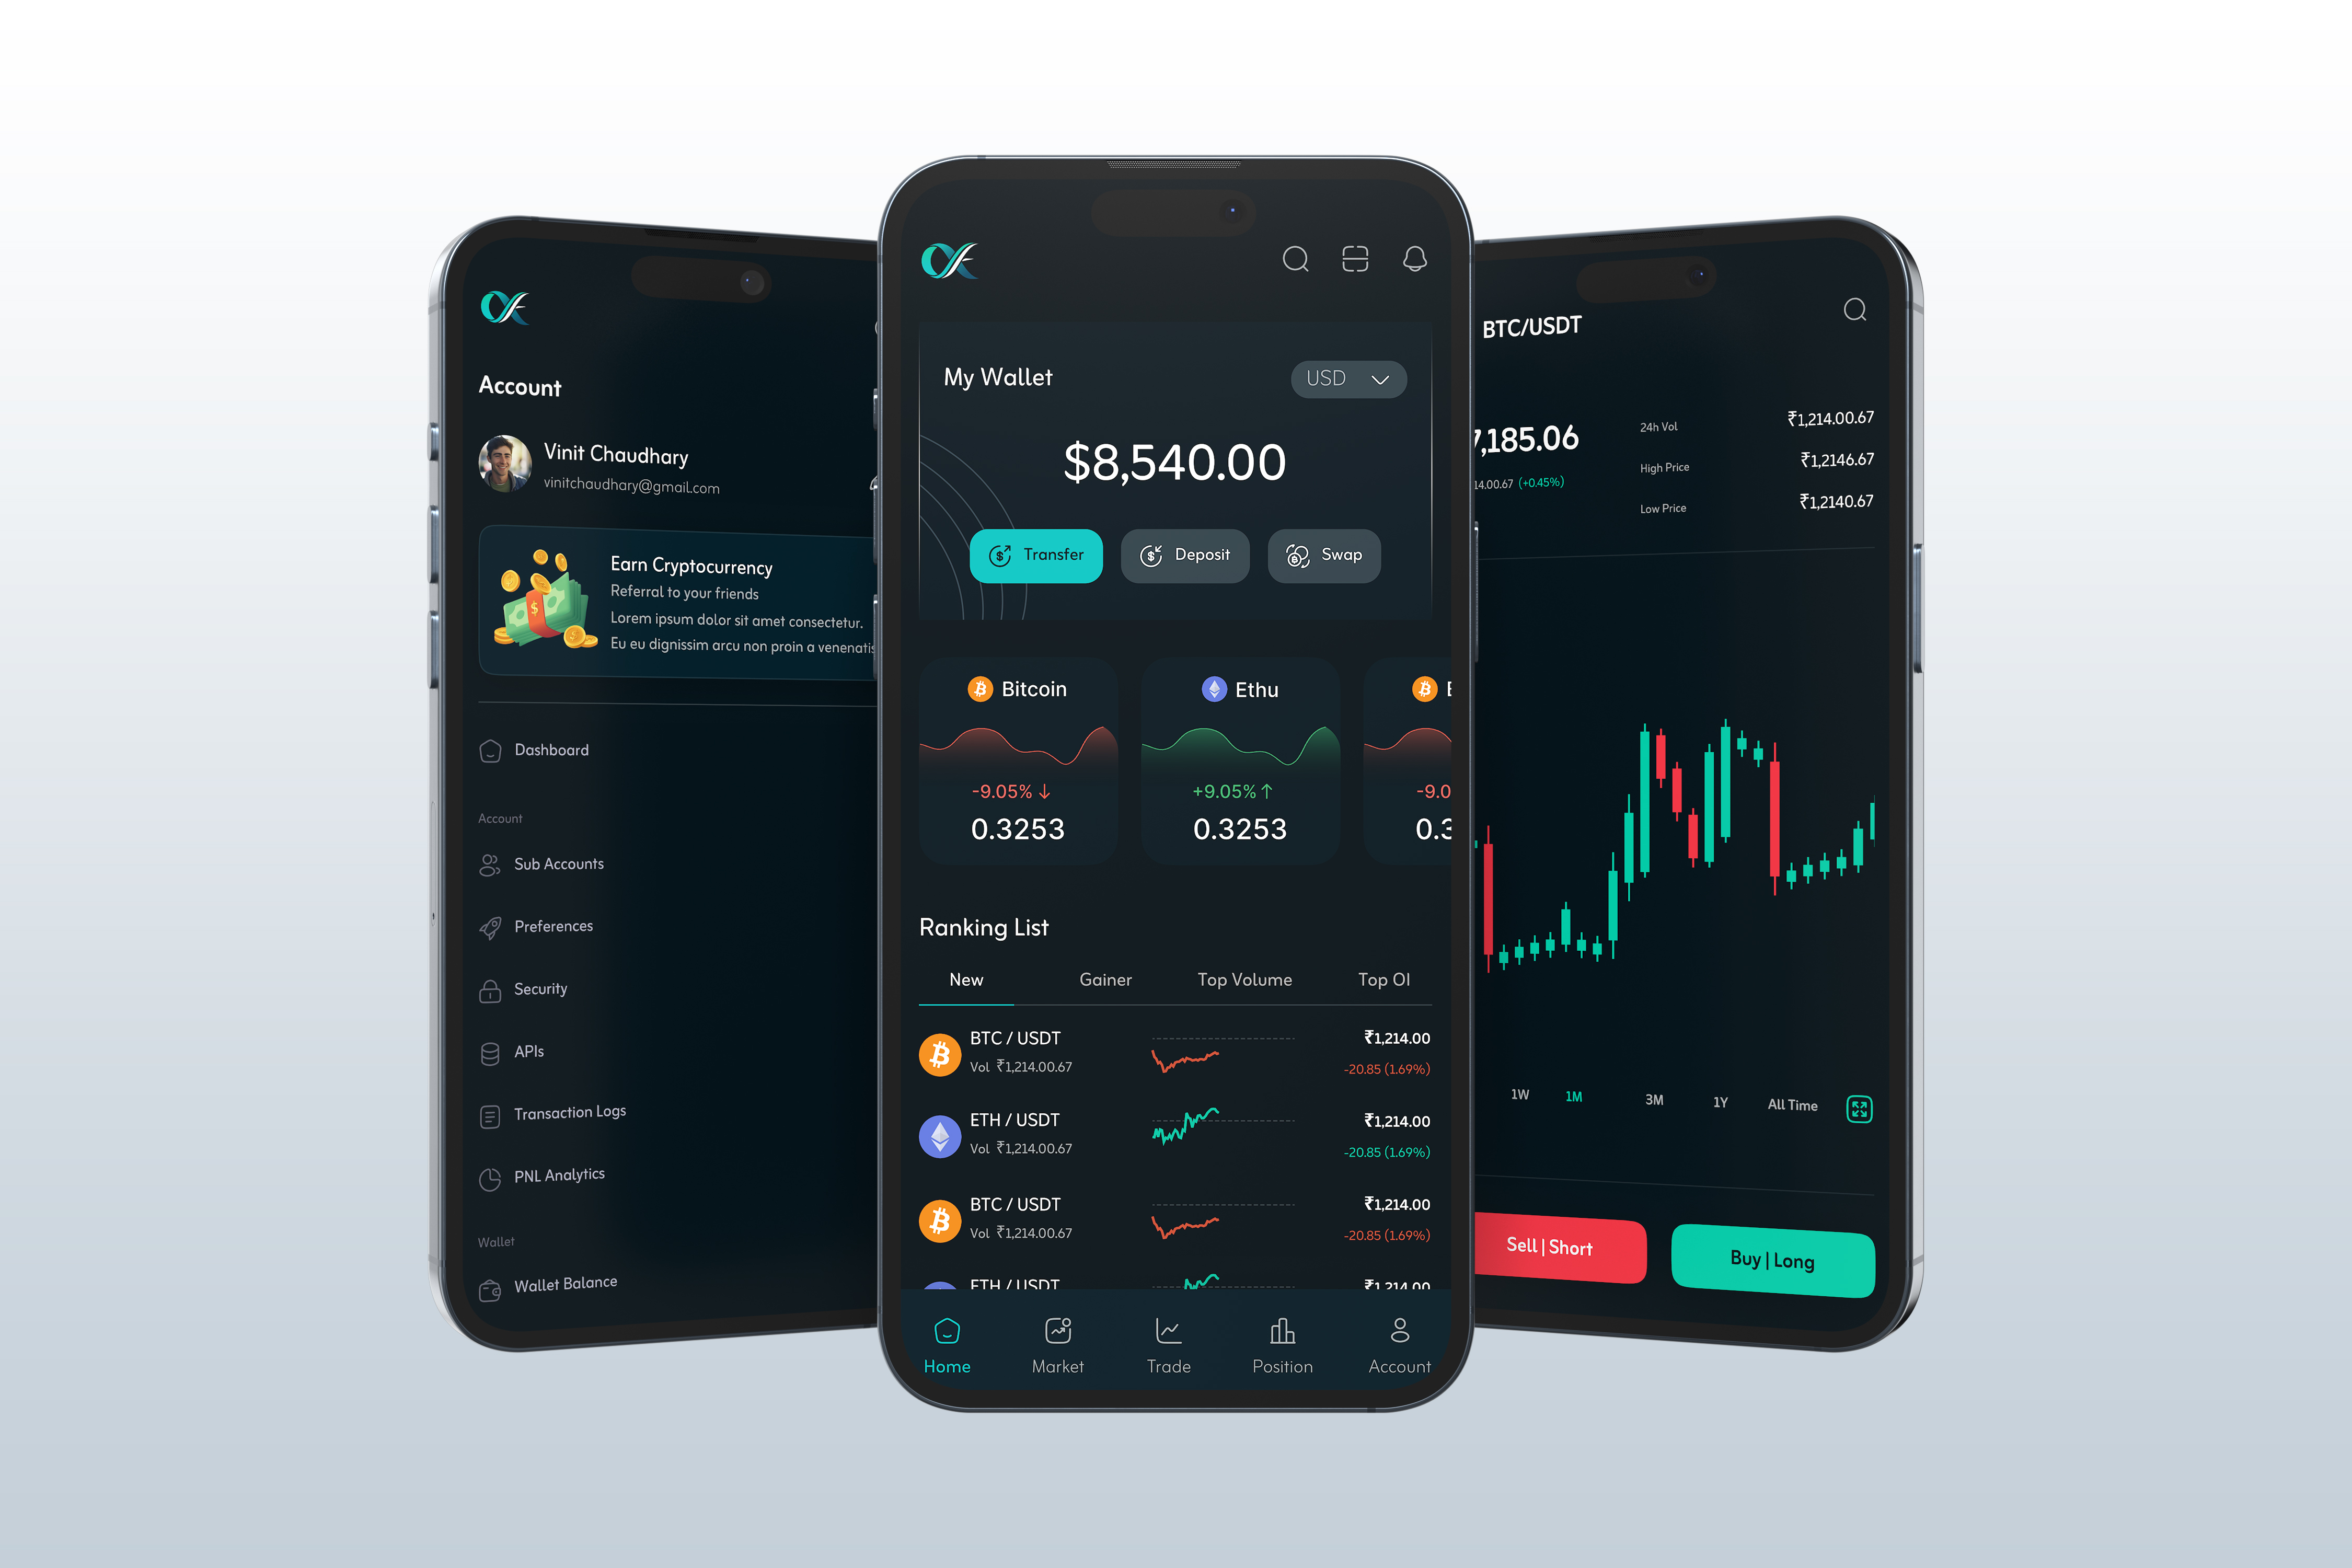 Account
Vinit Chaudhary
vinitchaudhary@gmail.com
Earn Cryptocurrency
Referral to your friends
Lorem ipsum dolor sit amet consectetur.
Eu eu dignissim arcu non proin a venenatis
Dashboard
Account
Sub Accounts
Preferences
Security
APIs
Transaction Logs
PNL Analytics
Wallet
Wallet Balance
My Wallet
USD
$8,540.00
Transfer
Deposit
Swap
Bitcoin
-9.05% ↓
0.3253
Ethu
+9.05% ↑
0.3253
-9.0
0.3
Ranking List
New
Gainer
Top Volume
Top OI
BTC / USDT
Vol ₹1,214.00.67
₹1,214.00
-20.85 (1.69%)
ETH / USDT
Vol ₹1,214.00.67
₹1,214.00
-20.85 (1.69%)
BTC / USDT
Vol ₹1,214.00.67
₹1,214.00
-20.85 (1.69%)
ETH / USDT
₹1,214.00
Home
Market
Trade
Position
Account
BTC/USDT
7,185.06
14.00.67 (+0.45%)
24h Vol
₹1,214.00.67
High Price
₹1,2146.67
Low Price
₹1,2140.67
1W
1M
3M
1Y
All Time
Sell | Short
Buy | Long